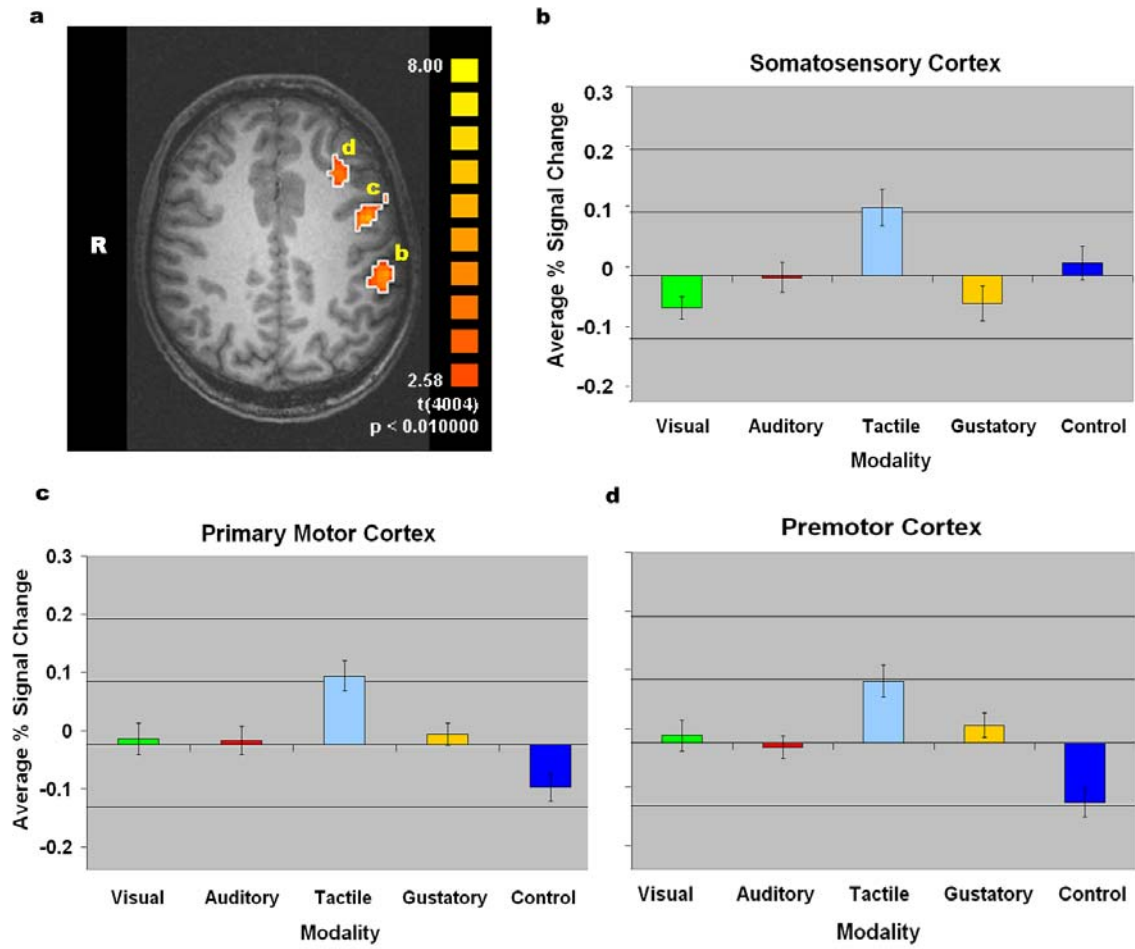 a
8.00
d
c
R
b
2.58
t(4004)
p < 0.010000
b
Somatosensory Cortex
Average % Signal Change
0.3
0.2
0.1
0
-0.1
-0.2
Visual Auditory Tactile Gustatory Control
Modality
c
Primary Motor Cortex
Average % Signal Change
0.3
0.2
0.1
0
-0.1
-0.2
Visual Auditory Tactile Gustatory Control
Modality
d
Premotor Cortex
Visual Auditory Tactile Gustatory Control
Modality